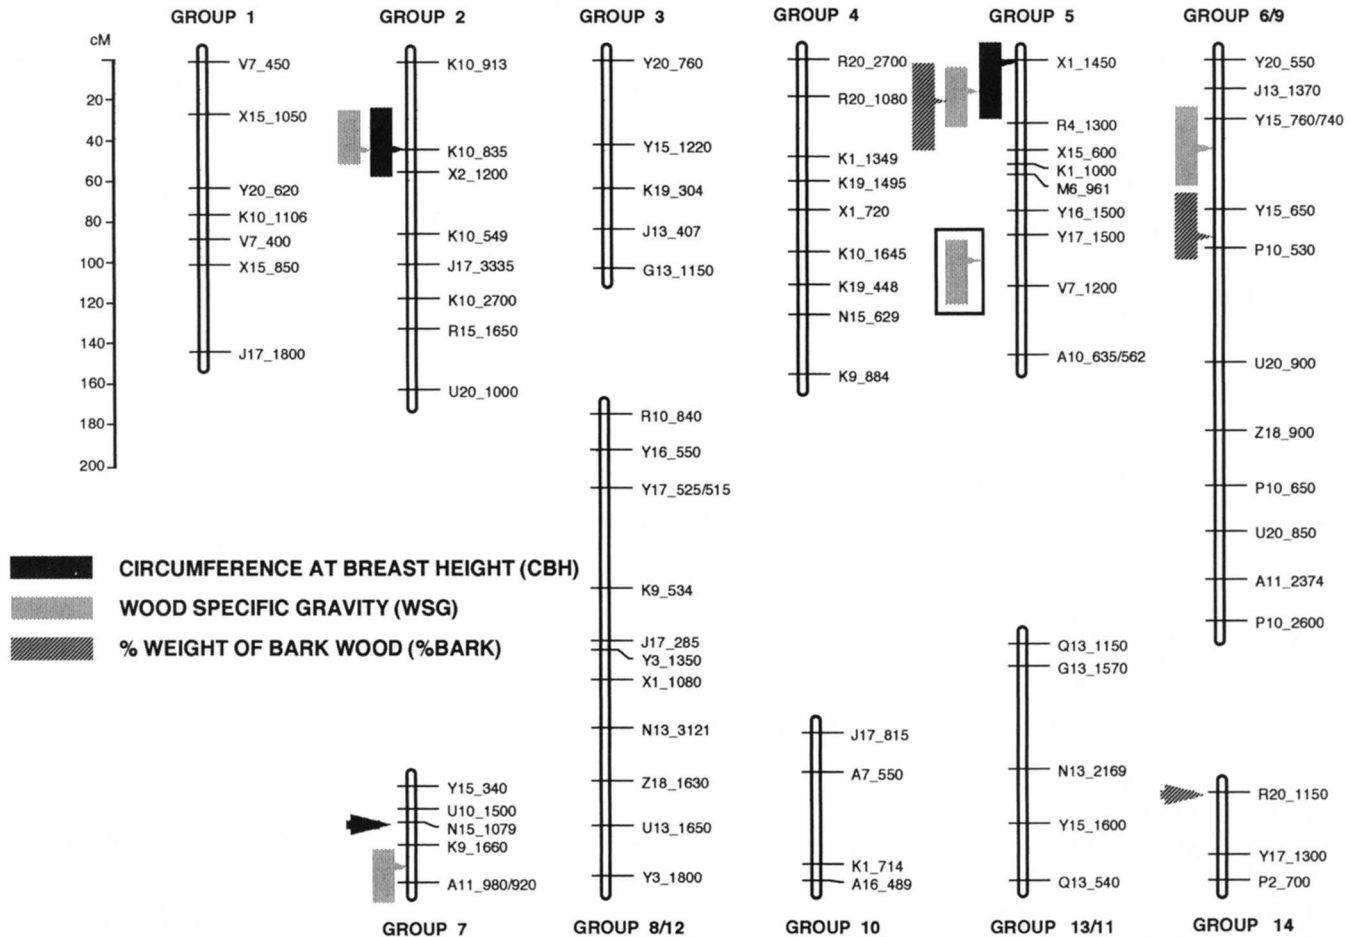 GROUP 1
GROUP 2
GROUP 3
GROUP 4
GROUP 5
GROUP 6/9
cM
20
40
60
80
100
120
140
160
180
200
V7_450
X15_1050
Y20_620
K10_1106
V7_400
X15_850
J17_1800
K10_913
K10_835
X2_1200
K10_549
J17_3335
K10_2700
R15_1650
U20_1000
Y20_760
Y15_1220
K19_304
J13_407
G13_1150
R20_2700
R20_1080
K1_1349
K19_1495
X1_720
K10_1645
K19_448
N15_629
K9_884
X1_1450
R4_1300
X15_600
K1_1000
M6_961
Y16_1500
Y17_1500
V7_1200
A10_635/562
Y20_550
J13_1370
Y15_760/740
Y15_650
P10_530
U20_900
Z18_900
P10_650
U20_850
A11_2374
P10_2600
CIRCUMFERENCE AT BREAST HEIGHT (CBH)
WOOD SPECIFIC GRAVITY (WSG)
% WEIGHT OF BARK WOOD (%BARK)
Y15_340
U10_1500
N15_1079
K9_1660
A11_980/920
GROUP 7
R10_840
Y16_550
Y17_525/515
K9_534
J17_285
Y3_1350
X1_1080
N13_3121
Z18_1630
U13_1650
Y3_1800
GROUP 8/12
J17_815
A7_550
K1_714
A16_489
GROUP 10
Q13_1150
G13_1570
N13_2169
Y15_1600
Q13_540
GROUP 13/11
R20_1150
Y17_1300
P2_700
GROUP 14